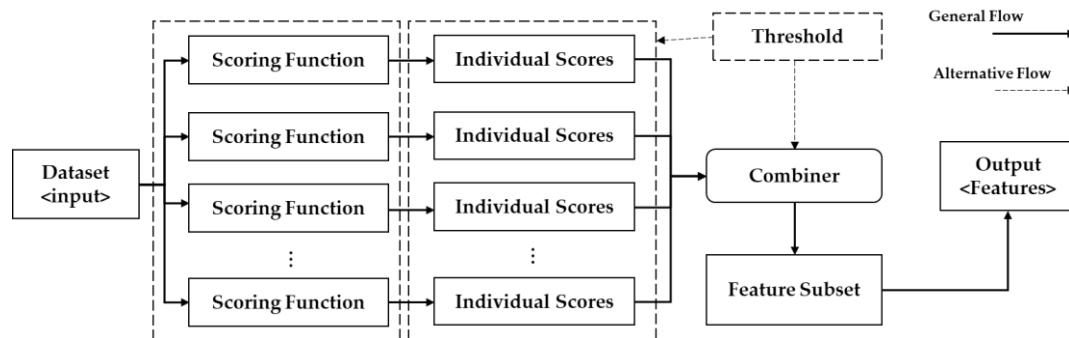 General Flow
Threshold
Scoring Function
Individual Scores
Alternative Flow
Scoring Function
Individual Scores
Dataset
<input>
Combiner
Output
<Features>
Scoring Function
Individual Scores
⋮
⋮
Scoring Function
Individual Scores
Feature Subset